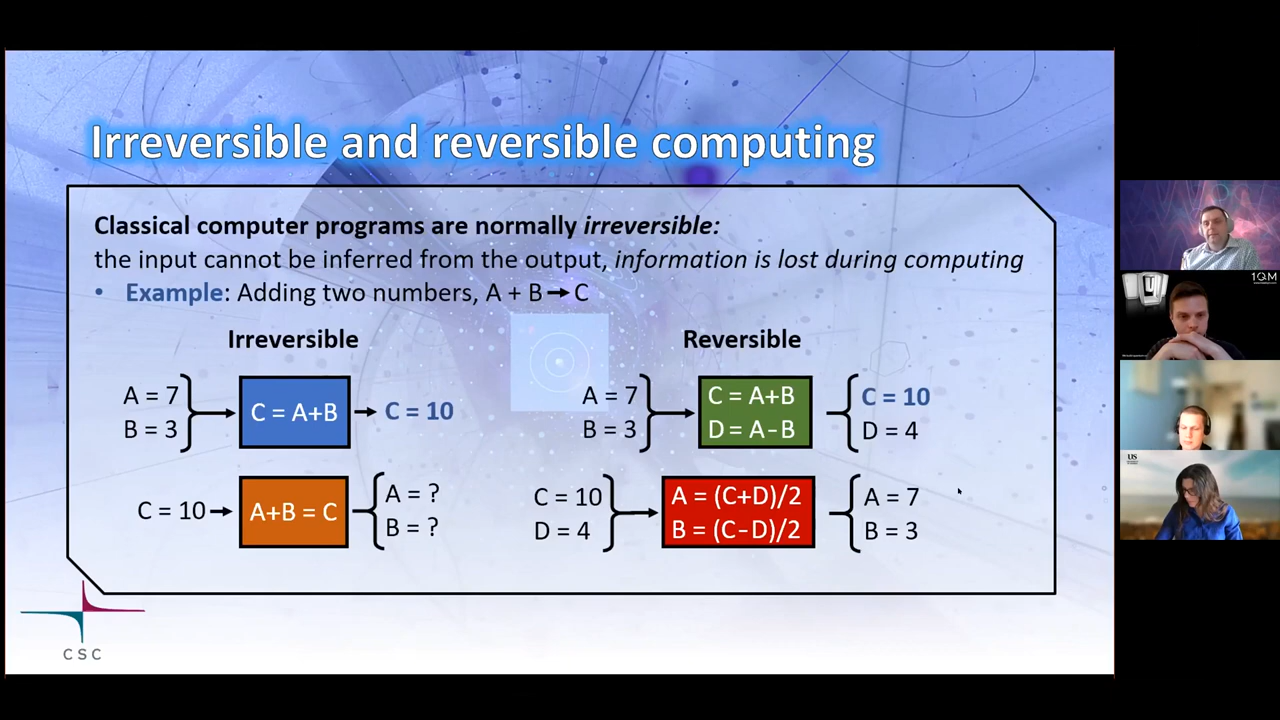 Irreversible and reversible computing
Classical computer programs are normally irreversible:
the input cannot be inferred from the output, information is lost during computing
• Example: Adding two numbers, A + B → C
Irreversible
A = 7
B = 3
C = A+B
C = 10
C = 10
A+B = C
A = ?
B = ?
Reversible
A = 7
B = 3
C = A+B
D = A-B
C = 10
D = 4
C = 10
D = 4
A = (C+D)/2
B = (C-D)/2
A = 7
B = 3
CSC
IQM
US